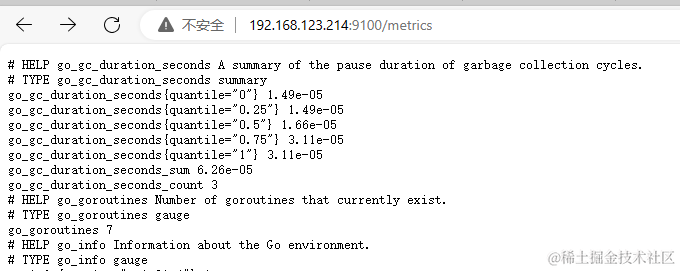 不安全 192.168.123.214:9100/metrics
# HELP go_gc_duration_seconds A summary of the pause duration of garbage collection cycles.
# TYPE go_gc_duration_seconds summary
go_gc_duration_seconds{quantile="0"} 1.49e-05
go_gc_duration_seconds{quantile="0.25"} 1.49e-05
go_gc_duration_seconds{quantile="0.5"} 1.66e-05
go_gc_duration_seconds{quantile="0.75"} 3.11e-05
go_gc_duration_seconds{quantile="1"} 3.11e-05
go_gc_duration_seconds_sum 6.26e-05
go_gc_duration_seconds_count 3
# HELP go_goroutines Number of goroutines that currently exist.
# TYPE go_goroutines gauge
go_goroutines 7
# HELP go_info Information about the Go environment.
# TYPE go_info gauge
@稀土掘金技术社区